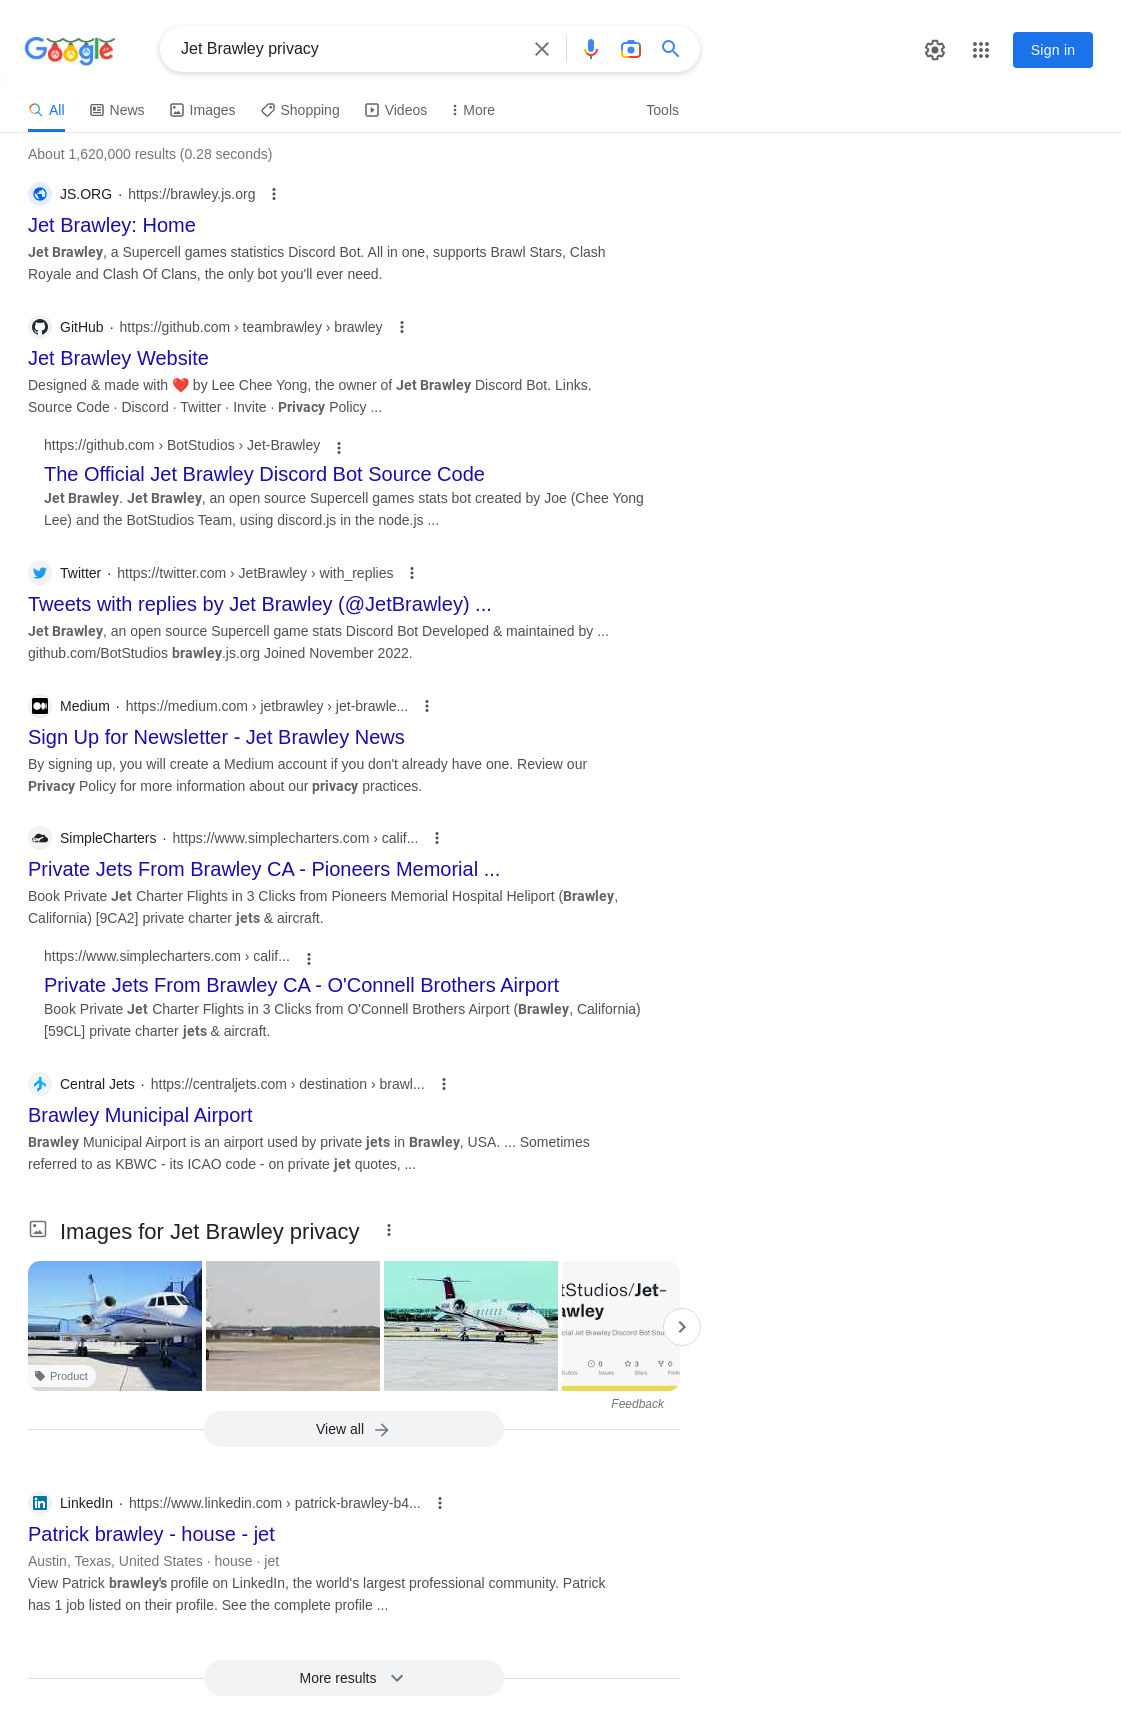 Google
Jet Brawley privacy
Sign in
All
News
Images
Shopping
Videos
More
Tools
About 1,620,000 results (0.28 seconds)
JS.ORG · https://brawley.js.org
Jet Brawley: Home
Jet Brawley, a Supercell games statistics Discord Bot. All in one, supports Brawl Stars, Clash
Royale and Clash Of Clans, the only bot you'll ever need.
GitHub · https://github.com › teambrawley › brawley
Jet Brawley Website
Designed & made with ❤️ by Lee Chee Yong, the owner of Jet Brawley Discord Bot. Links.
Source Code · Discord · Twitter · Invite · Privacy Policy ...
https://github.com › BotStudios › Jet-Brawley
The Official Jet Brawley Discord Bot Source Code
Jet Brawley. Jet Brawley, an open source Supercell games stats bot created by Joe (Chee Yong
Lee) and the BotStudios Team, using discord.js in the node.js ...
Twitter · https://twitter.com › JetBrawley › with_replies
Tweets with replies by Jet Brawley (@JetBrawley) ...
Jet Brawley, an open source Supercell game stats Discord Bot Developed & maintained by ...
github.com/BotStudios brawley.js.org Joined November 2022.
Medium · https://medium.com › jetbrawley › jet-brawle...
Sign Up for Newsletter - Jet Brawley News
By signing up, you will create a Medium account if you don't already have one. Review our
Privacy Policy for more information about our privacy practices.
SimpleCharters · https://www.simplecharters.com › calif...
Private Jets From Brawley CA - Pioneers Memorial ...
Book Private Jet Charter Flights in 3 Clicks from Pioneers Memorial Hospital Heliport (Brawley,
California) [9CA2] private charter jets & aircraft.
https://www.simplecharters.com › calif...
Private Jets From Brawley CA - O'Connell Brothers Airport
Book Private Jet Charter Flights in 3 Clicks from O'Connell Brothers Airport (Brawley, California)
[59CL] private charter jets & aircraft.
Central Jets · https://centraljets.com › destination › brawl...
Brawley Municipal Airport
Brawley Municipal Airport is an airport used by private jets in Brawley, USA. ... Sometimes
referred to as KBWC - its ICAO code - on private jet quotes, ...
Images for Jet Brawley privacy
tStudios/Jet-
awley
cial Jet Brawley Discord Bot Sou
0 3 0
butors Issues Stars Forks
Product
Feedback
View all
LinkedIn · https://www.linkedin.com › patrick-brawley-b4...
Patrick brawley - house - jet
Austin, Texas, United States · house · jet
View Patrick brawley's profile on LinkedIn, the world's largest professional community. Patrick
has 1 job listed on their profile. See the complete profile ...
More results